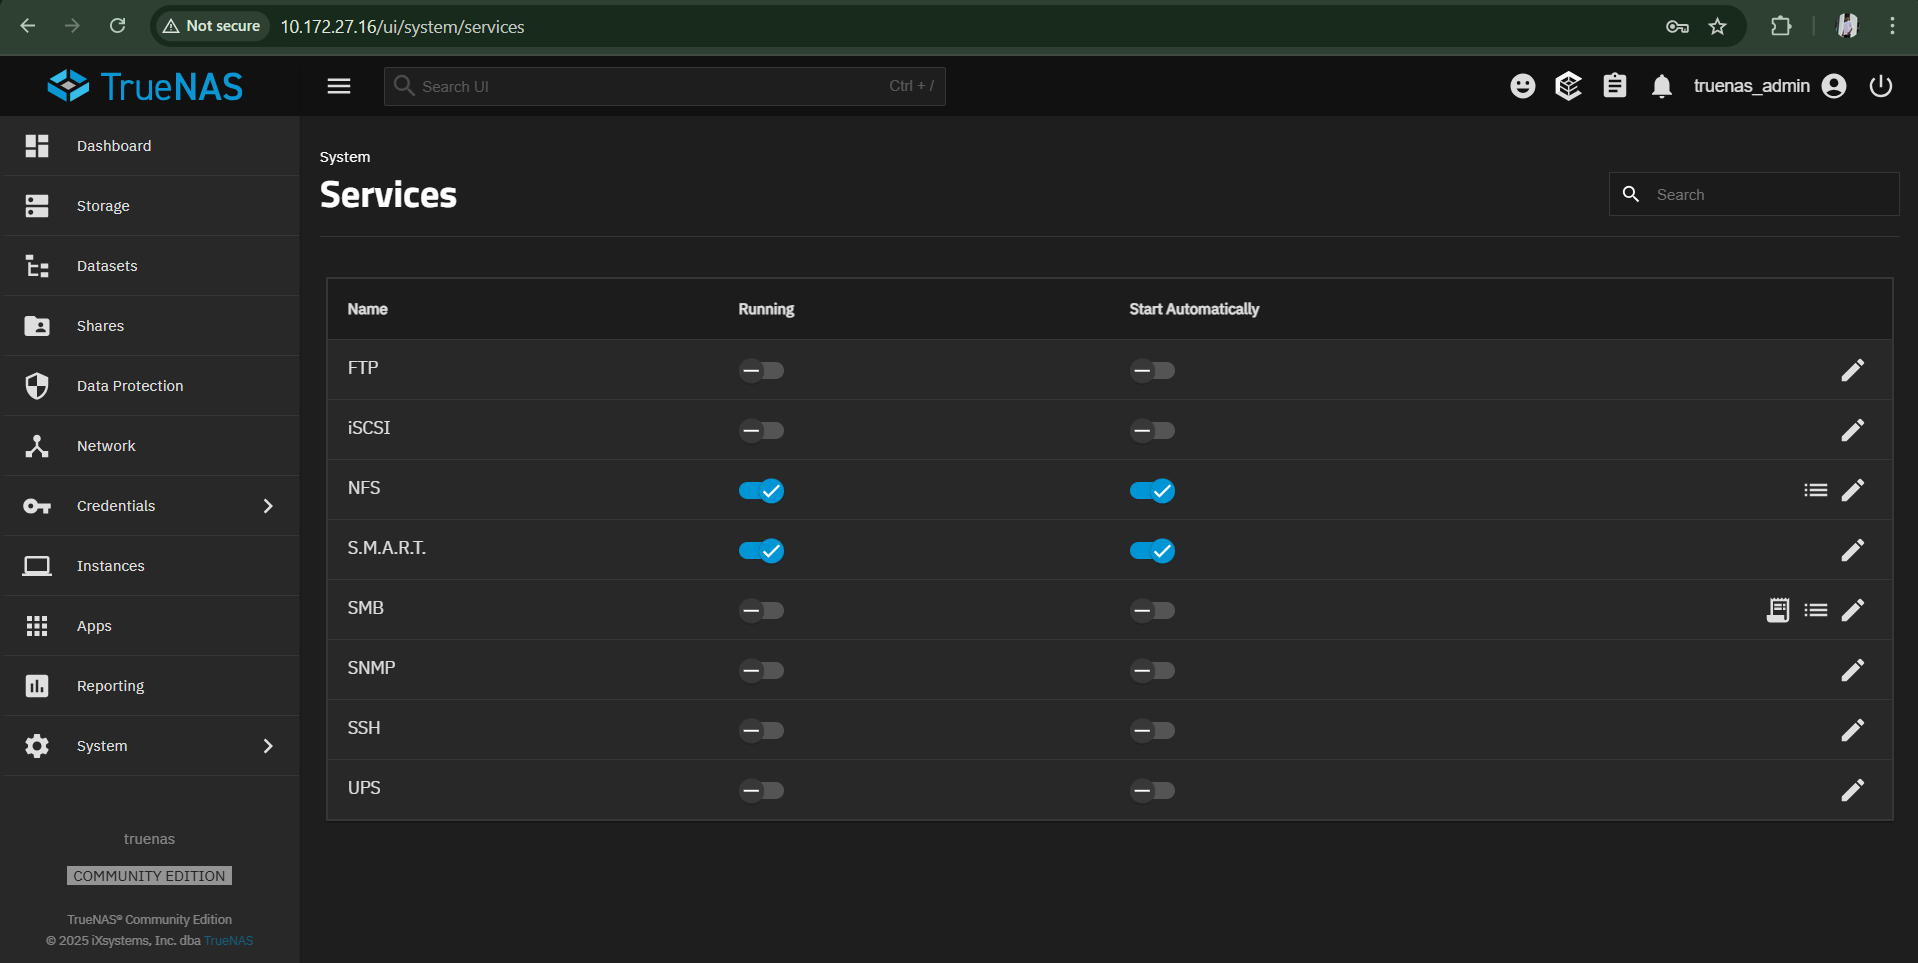 Not secure
10.172.27.16/ui/system/services
TrueNAS
Search UI
Ctrl + /
truenas_admin
Dashboard
Storage
Datasets
Shares
Data Protection
Network
Credentials
Instances
Apps
Reporting
System
truenas
COMMUNITY EDITION
TrueNAS® Community Edition
© 2025 iXsystems, Inc. dba TrueNAS
System
Services
Search
Name Running Start Automatically
FTP
iSCSI
NFS
S.M.A.R.T.
SMB
SNMP
SSH
UPS